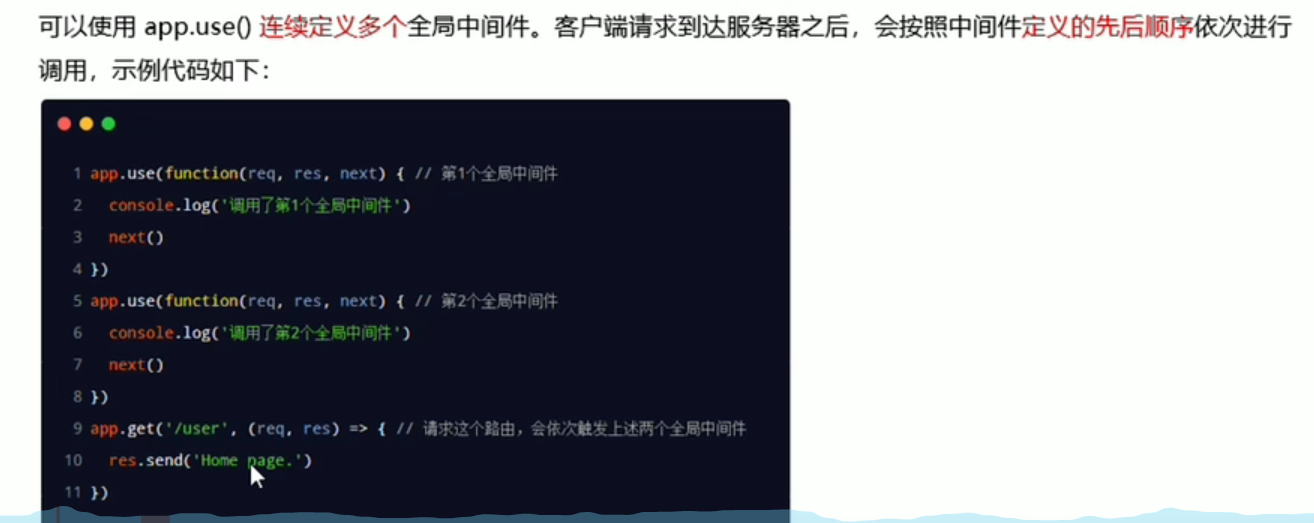 可以使用 app.use() 连续定义多个全局中间件。客户端请求到达服务器之后，会按照中间件定义的先后顺序依次进行
调用，示例代码如下：
1 app.use(function(req, res, next) { // 第1个全局中间件
2   console.log('调用了第1个全局中间件')
3   next()
4 })
5 app.use(function(req, res, next) { // 第2个全局中间件
6   console.log('调用了第2个全局中间件')
7   next()
8 })
9 app.get('/user', (req, res) => { // 请求这个路由，会依次触发上述两个全局中间件
10   res.send('Home page.')
11 })